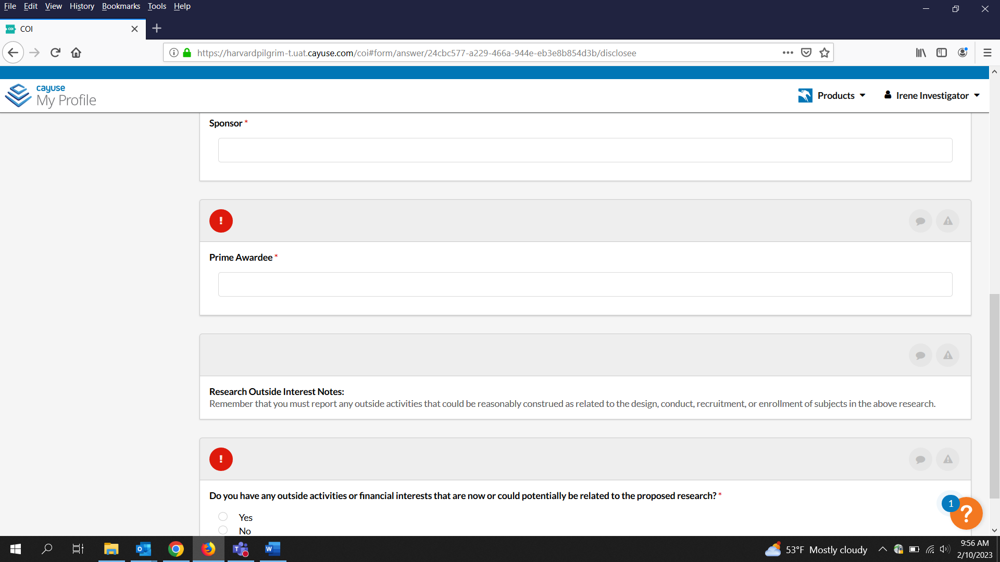 File Edit View History Bookmarks Tools Help
COI
https://harvardpilgrim-t.uat.cayuse.com/coi#form/answer/24cbc577-a229-466a-944e-eb3e8b854d3b/disclosee
cayuse
My Profile
Products
Irene Investigator
Sponsor *
!
Prime Awardee *
Research Outside Interest Notes:
Remember that you must report any outside activities that could be reasonably construed as related to the design, conduct, recruitment, or enrollment of subjects in the above research.
!
Do you have any outside activities or financial interests that are now or could potentially be related to the proposed research? *
Yes
No
1
?
53°F Mostly cloudy
9:56 AM
2/10/2023